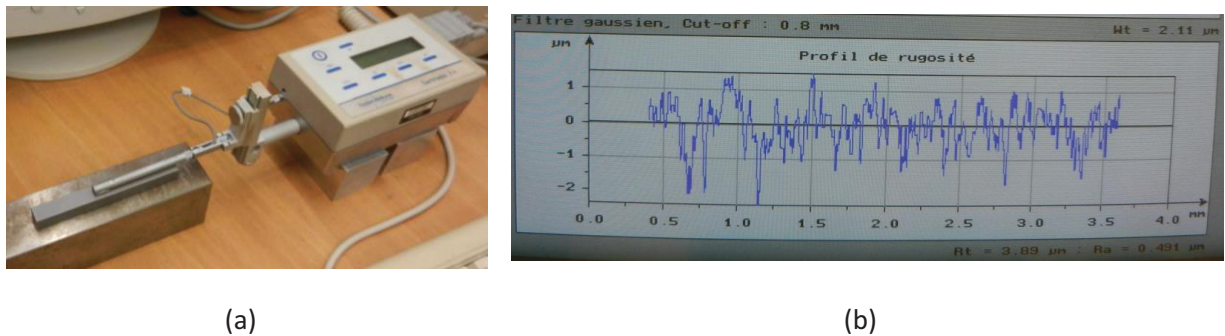 Filtre gaussien, Cut-off : 0.8 mm
Wt = 2.11 µm
µm
Profil de rugosité
1
0
-1
-2
0.0 0.5 1.0 1.5 2.0 2.5 3.0 3.5 4.0 mm
Rt = 3.89 µm ; Ra = 0.491 µm
(a) (b)